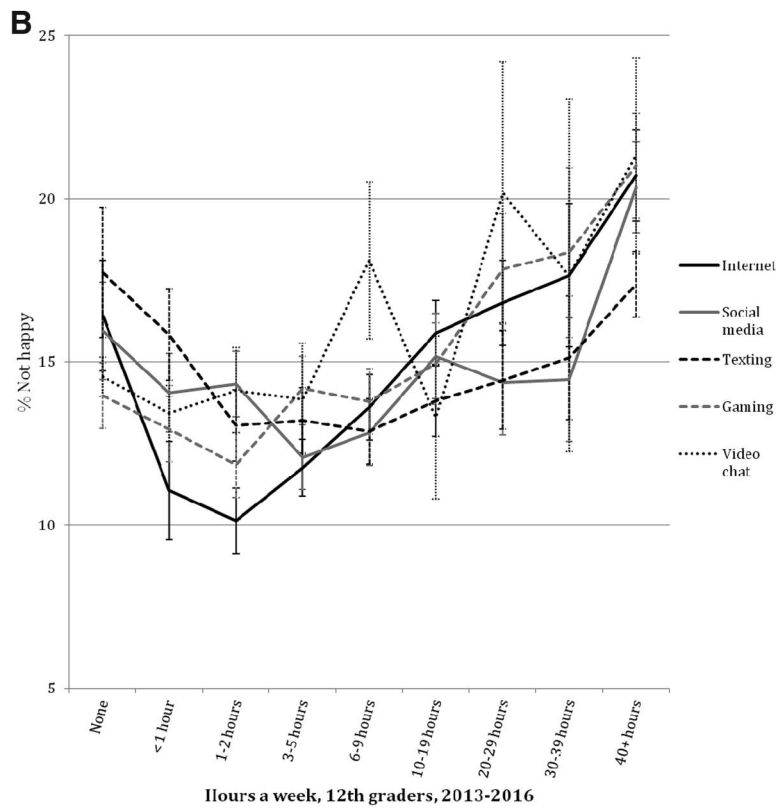 B
25
20
15
10
5
% Not happy
None
<1 hour
1-2 hours
3-5 hours
6-9 hours
10-19 hours
20-29 hours
30-39 hours
40+ hours
Hours a week, 12th graders, 2013-2016
Internet
Social
media
Texting
Gaming
Video
chat